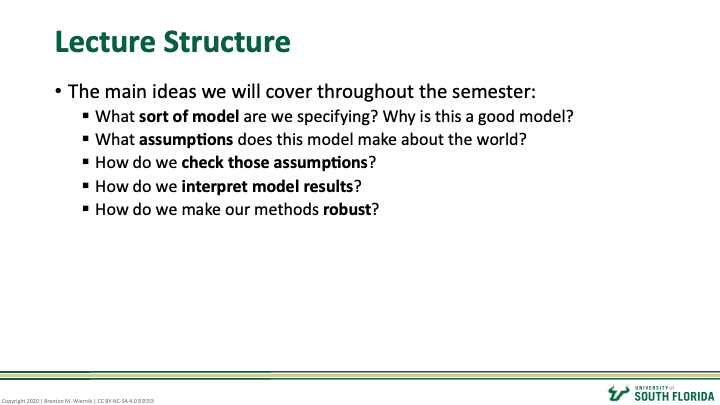 Lecture Structure
• The main ideas we will cover throughout the semester:
▪ What sort of model are we specifying? Why is this a good model?
▪ What assumptions does this model make about the world?
▪ How do we check those assumptions?
▪ How do we interpret model results?
▪ How do we make our methods robust?
Copyright 2020 | Brenton M. Wiernik | CC BY-NC-SA 4.0
UNIVERSITY of
SOUTH FLORIDA